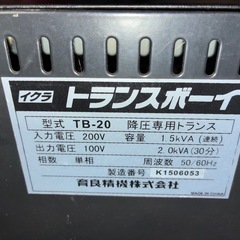 イクラ トランスボーイ
型式 TB-20 降圧専用トランス
入力電圧 200V 容量 1.5kVA (連続)
出力電圧 100V 2.0kVA (30分)
相数 単相 周波数 50/60Hz
製造番号 K1506053
育良精機株式会社
MADE IN CHINA